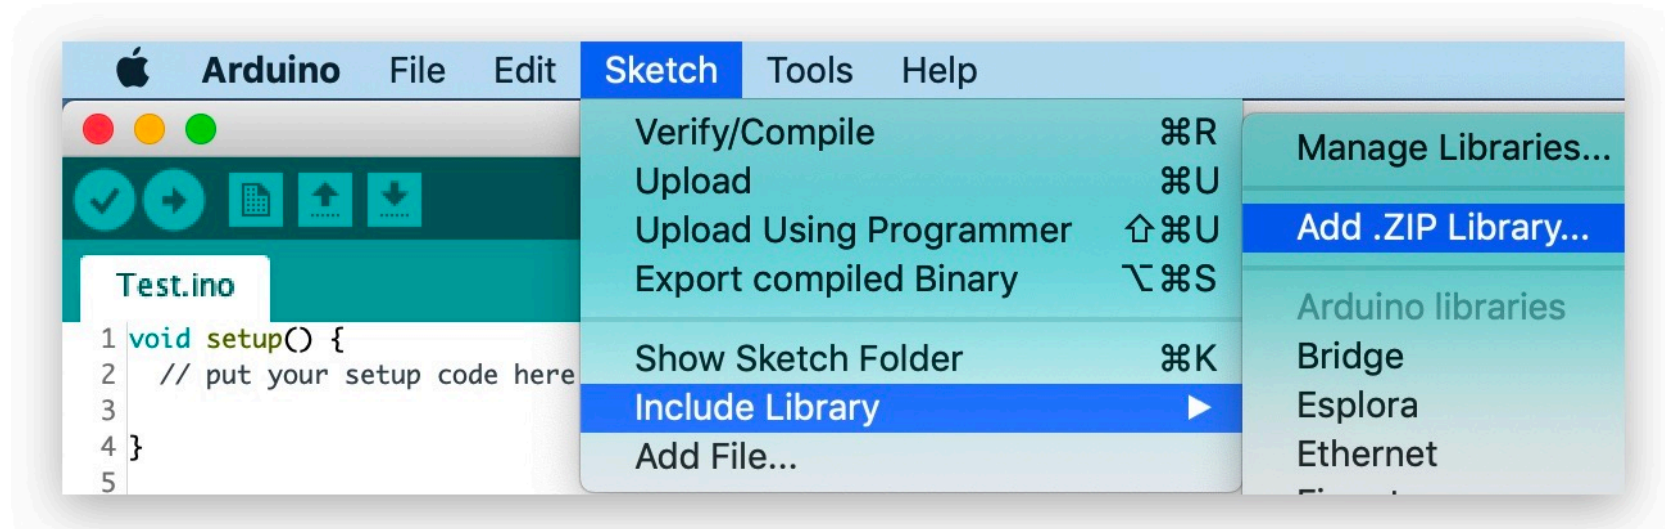 Arduino File Edit Sketch Tools Help
Verify/Compile ⌘R
Upload ⌘U
Upload Using Programmer ⇧⌘U
Export compiled Binary ⌥⌘S
Show Sketch Folder ⌘K
Include Library ▶
Add File...
Manage Libraries...
Add .ZIP Library...
Arduino libraries
Bridge
Esplora
Ethernet
Test.ino
1 void setup() {
2 // put your setup code here
3
4 }
5